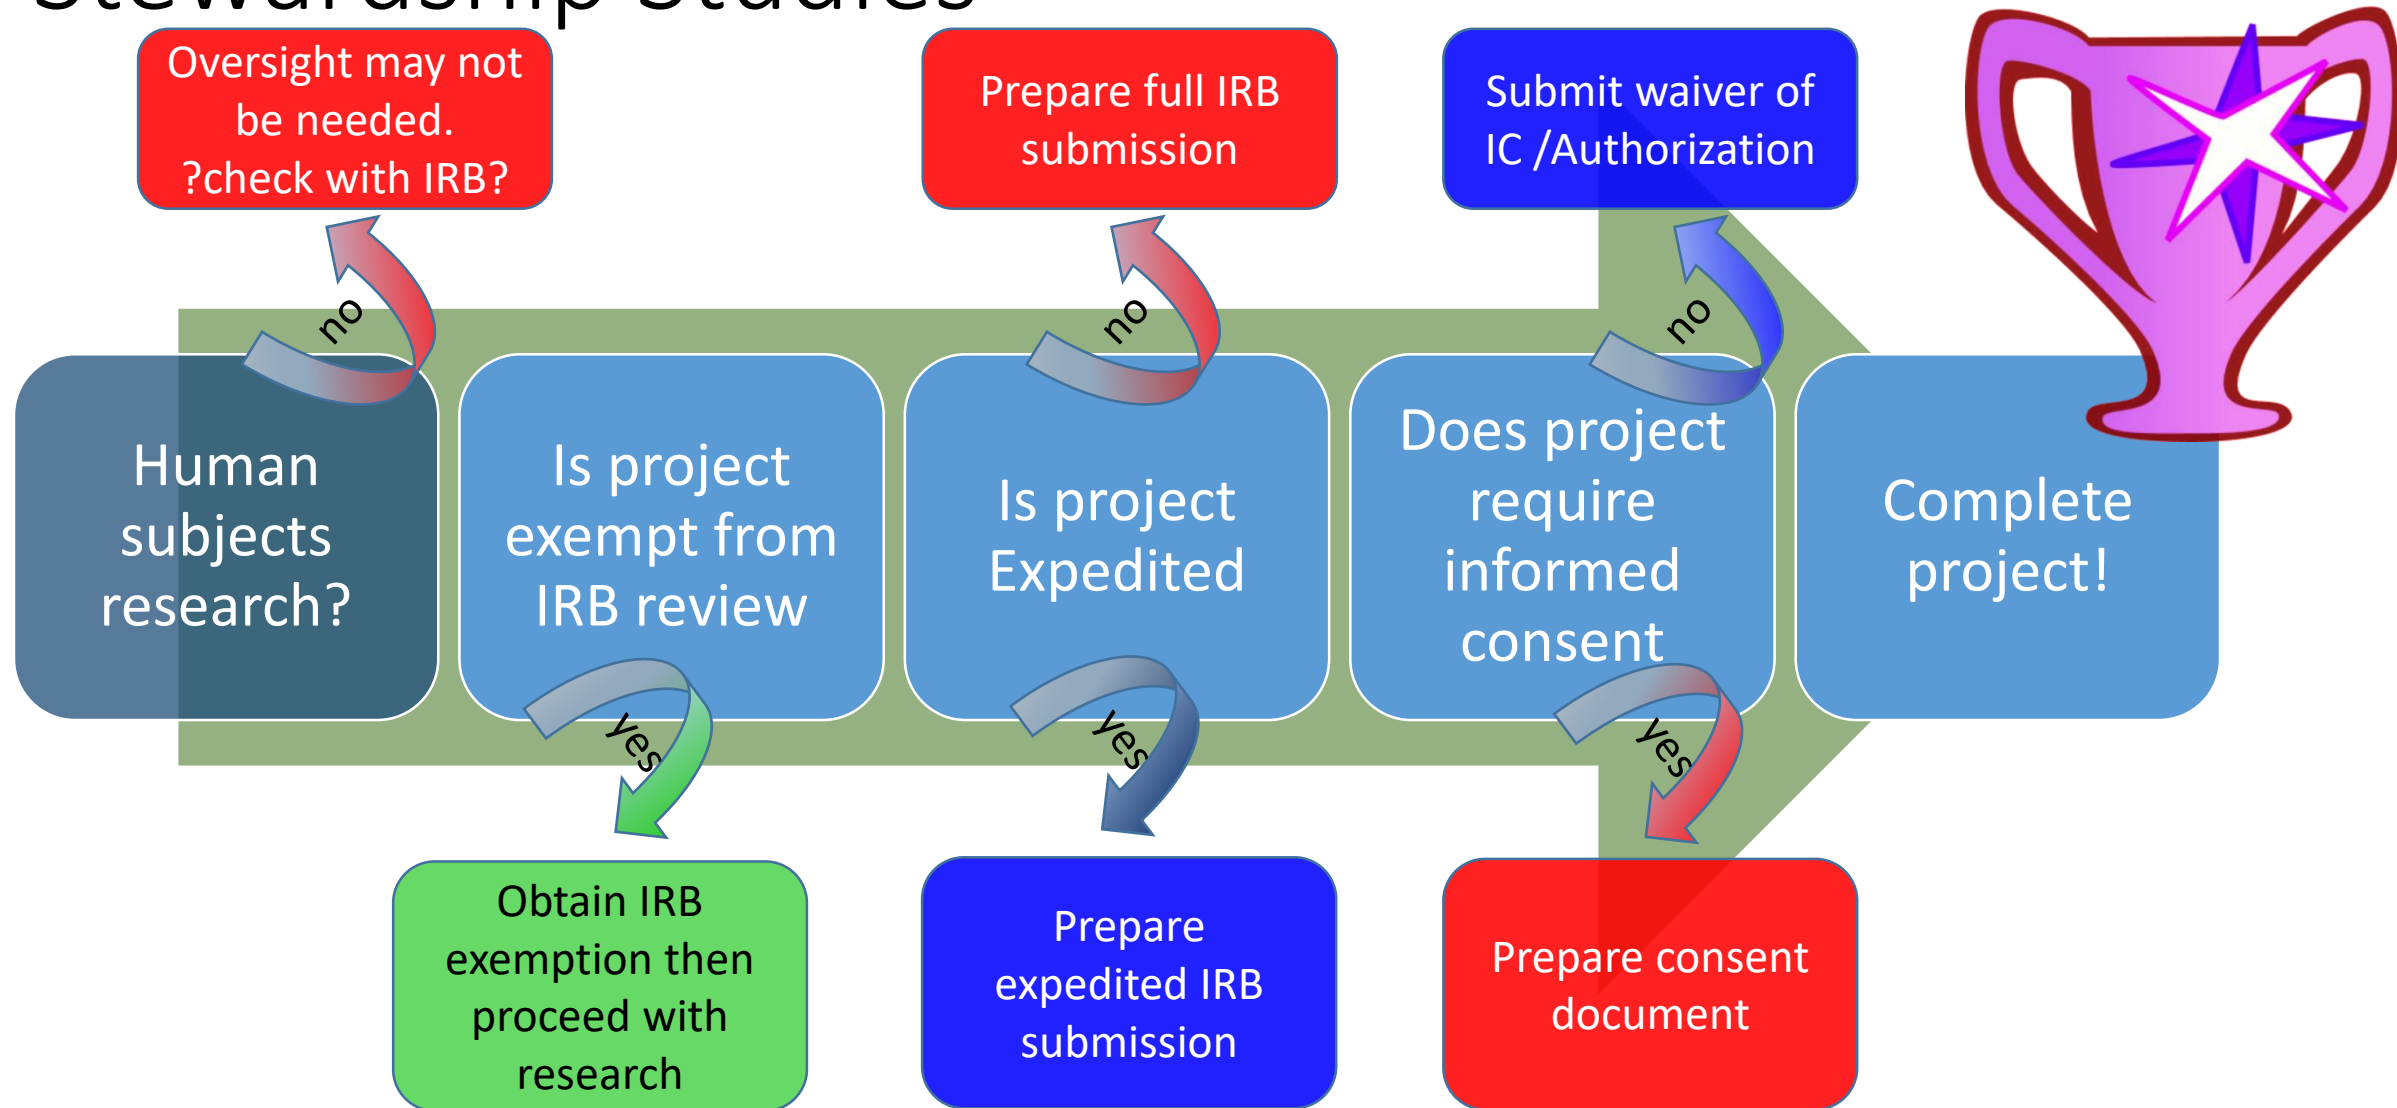 Stewardship Studies
Oversight may not
be needed.
?check with IRB?
Prepare full IRB
submission
Submit waiver of
IC /Authorization
no
no
no
Human
subjects
research?
Is project
exempt from
IRB review
Is project
Expedited
Does project
require
informed
consent
Complete
project!
yes
yes
yes
Obtain IRB
exemption then
proceed with
research
Prepare
expedited IRB
submission
Prepare consent
document